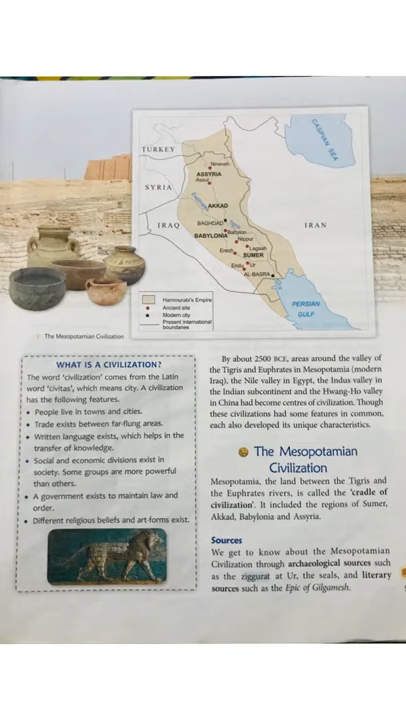 CASPIAN SEA
TURKEY
Nineveh
ASSYRIA
Assur
SYRIA
AKKAD
IRAQ
BAGHDAD
IRAN
BABYLONIA
Babylon
Nippur
Lagash
Erech
SUMER
Eridu
Ur
AL-BASRA
PERSIAN
GULF
Hammurabi's Empire
Ancient site
Modern city
Present international
boundaries
The Mesopotamian Civilization
WHAT IS A CIVILIZATION?
The word 'civilization' comes from the Latin
word 'civitas', which means city. A civilization
has the following features.
• People live in towns and cities.
• Trade exists between far-flung areas.
• Written language exists, which helps in the
transfer of knowledge.
• Social and economic divisions exist in
society. Some groups are more powerful
than others.
• A government exists to maintain law and
order.
• Different religious beliefs and art-forms exist.
By about 2500 BCE, areas around the valley of
the Tigris and Euphrates in Mesopotamia (modern
Iraq), the Nile valley in Egypt, the Indus valley
in the Indian subcontinent and the Hwang-Ho valley
in China had become centres of civilization. Though
these civilizations had some features in common,
each also developed its unique characteristics.
The Mesopotamian
Civilization
Mesopotamia, the land between the Tigris and
the Euphrates rivers, is called the 'cradle of
civilization'. It included the regions of Sumer,
Akkad, Babylonia and Assyria.
Sources
We get to know about the Mesopotamian
Civilization through archaeological sources such
as the ziggurat at Ur, the seals, and literary
sources such as the Epic of Gilgamesh.